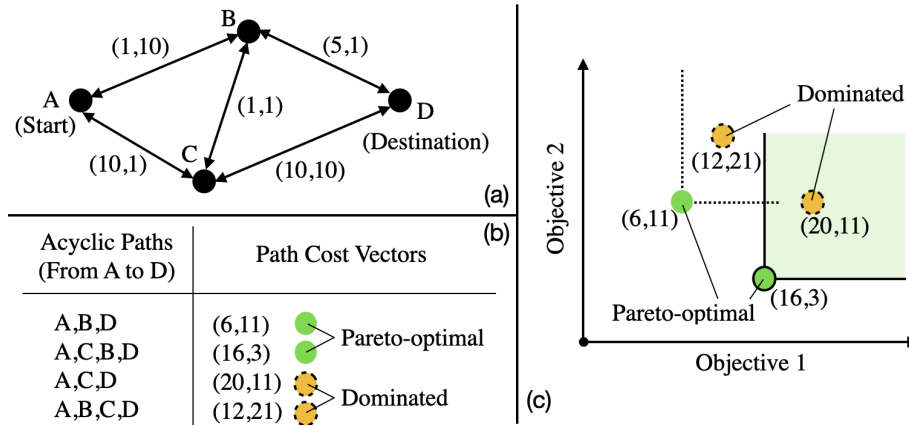 B
(1,10)
(5,1)
A
(Start)
(1,1)
D
(Destination)
C
(10,1)
(10,10)
(a)
(b)
Acyclic Paths
(From A to D)
Path Cost Vectors
A,B,D
(6,11)
A,C,B,D
(16,3)
Pareto-optimal
A,C,D
(20,11)
A,B,C,D
(12,21)
Dominated
Objective 2
Dominated
(12,21)
(6,11)
(20,11)
(16,3)
Pareto-optimal
Objective 1
(c)